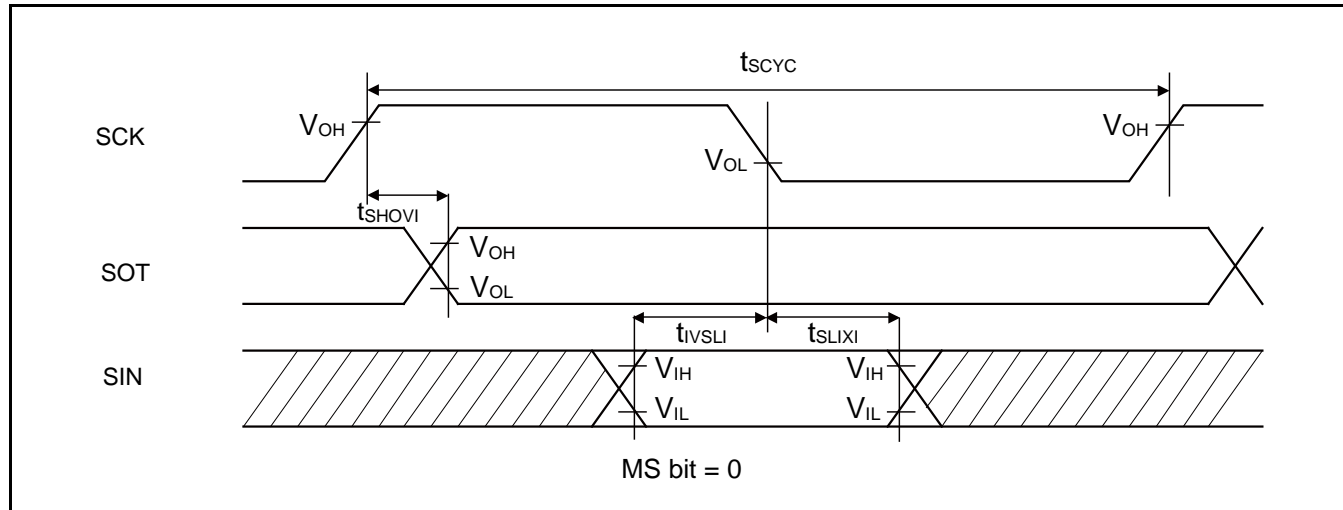 tSCYC
SCK
VOH
VOL
VOH
tSHOVI
SOT
VOH
VOL
tIVSLI
tSLIXI
SIN
VIH
VIL
VIH
VIL
MS bit = 0